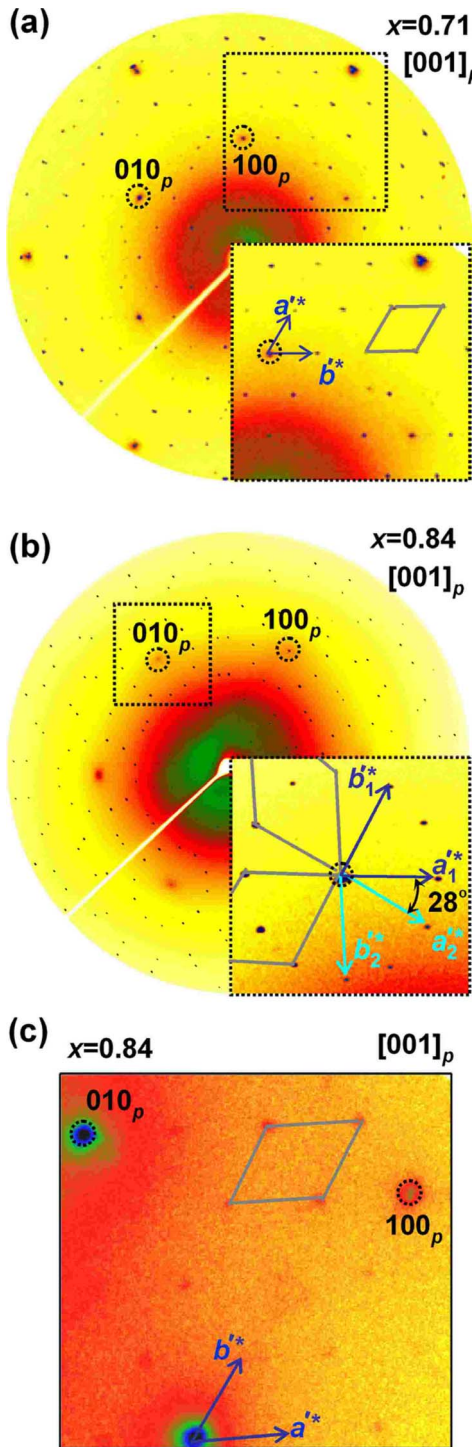 (a)
x=0.71
[001]p
010p
100p
a'*
b'*
(b)
x=0.84
[001]p
010p
100p
b'*1
a'*1
28°
a'*2
b'*2
(c)
x=0.84
[001]p
010p
100p
b'*
a'*